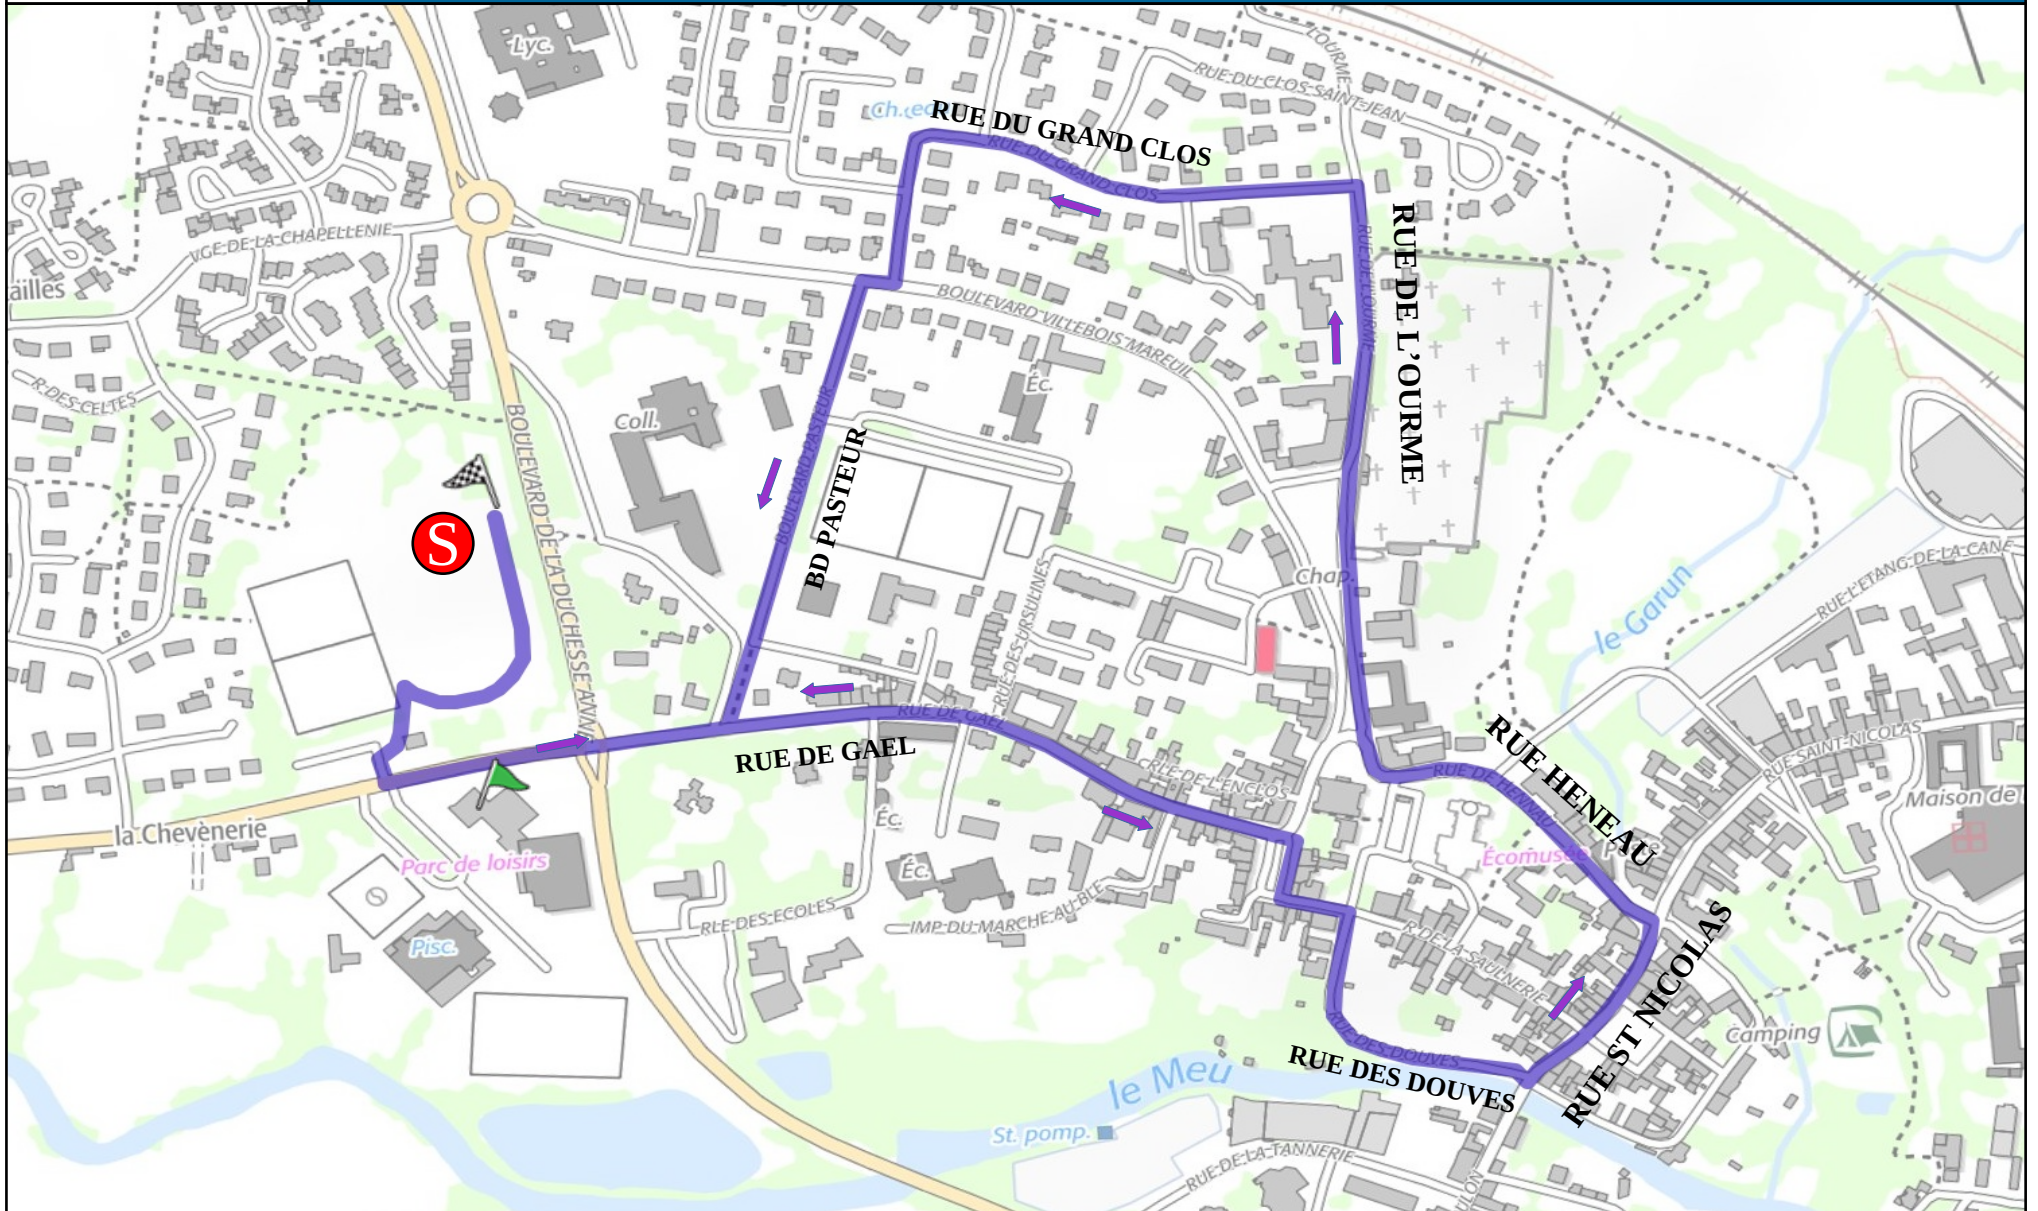 Lyc.
LOURME
RUE DU CLOS SAINT-JEAN
RUE DU GRAND CLOS
RUE DU GRAND CLOS
VGE DE LA CHAPELLENIE
ailles
RUE DE L'OURME
RUE DE L'OURME
BOULEVARD VILLEBOIS MAREUIL
R. DES CELTES
Éc.
Coll.
BOULEVARD PASTEUR
BD PASTEUR
BOULEVARD DE LA DUCHESSE ANNE
S
Chap.
RUE DES URSULINES
le Garun
RUE L'ETANG DE LA CANE
RUE DE GAEL
RUE DE GAEL
RUE HENEAU
RUE DE HENNAU
RUE SAINT-NICOLAS
RLE DE L'ENCLOS
Maison de
la Chevènerie
Éc.
Parc de loisirs
Écomusée
Éc.
RLE DES ECOLES
IMP DU MARCHE AU BLE
Pisc.
R DE LA SAULNERIE
RUE ST NICOLAS
Camping
RUE DES DOUVES
RUE DES DOUVES
le Meu
St. pomp.
RUE DE LA TANNERIE